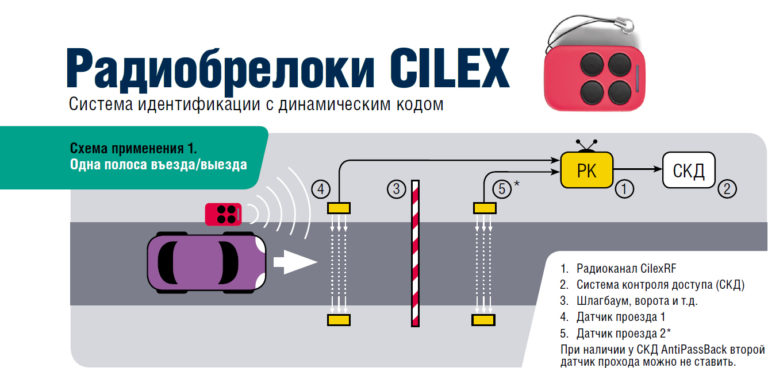 Радиобрелоки CILEX
Система идентификации с динамическим кодом
Схема применения 1.
Одна полоса въезда/выезда
4
3
5 *
РК
1
СКД
2
1. Радиоканал CilexRF
2. Система контроля доступа (СКД)
3. Шлагбаум, ворота и т.д.
4. Датчик проезда 1
5. Датчик проезда 2*
При наличии у СКД AntiPassBack второй
датчик прохода можно не ставить.